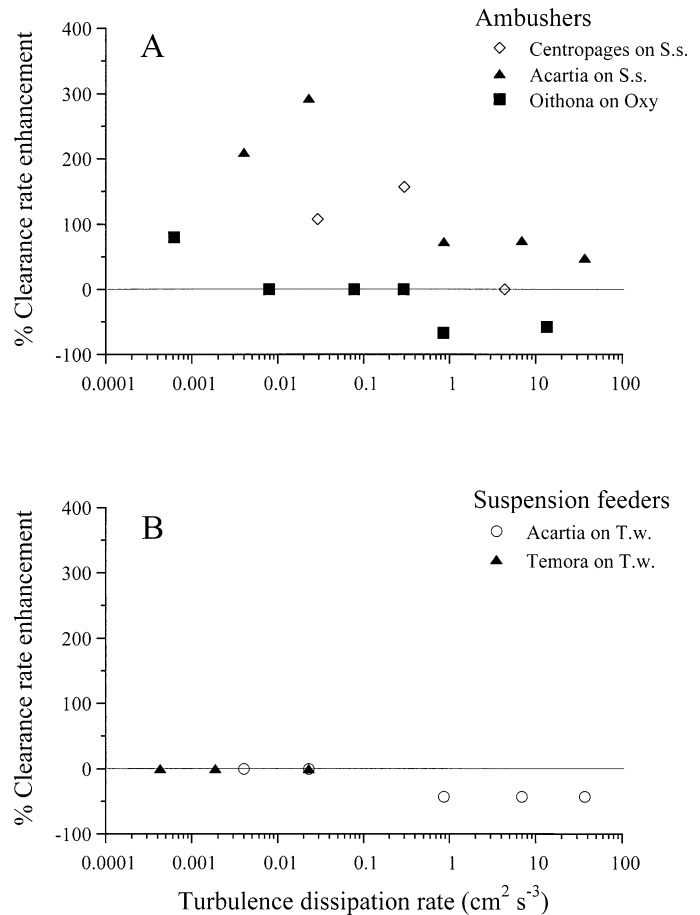 Ambushers
A
Centropages on S.s.
Acartia on S.s.
Oithona on Oxy
% Clearance rate enhancement
400
300
200
100
0
-100
0.0001 0.001 0.01 0.1 1 10 100
Suspension feeders
B
Acartia on T.w.
Temora on T.w.
% Clearance rate enhancement
400
300
200
100
0
-100
0.0001 0.001 0.01 0.1 1 10 100
Turbulence dissipation rate (cm² s⁻³)